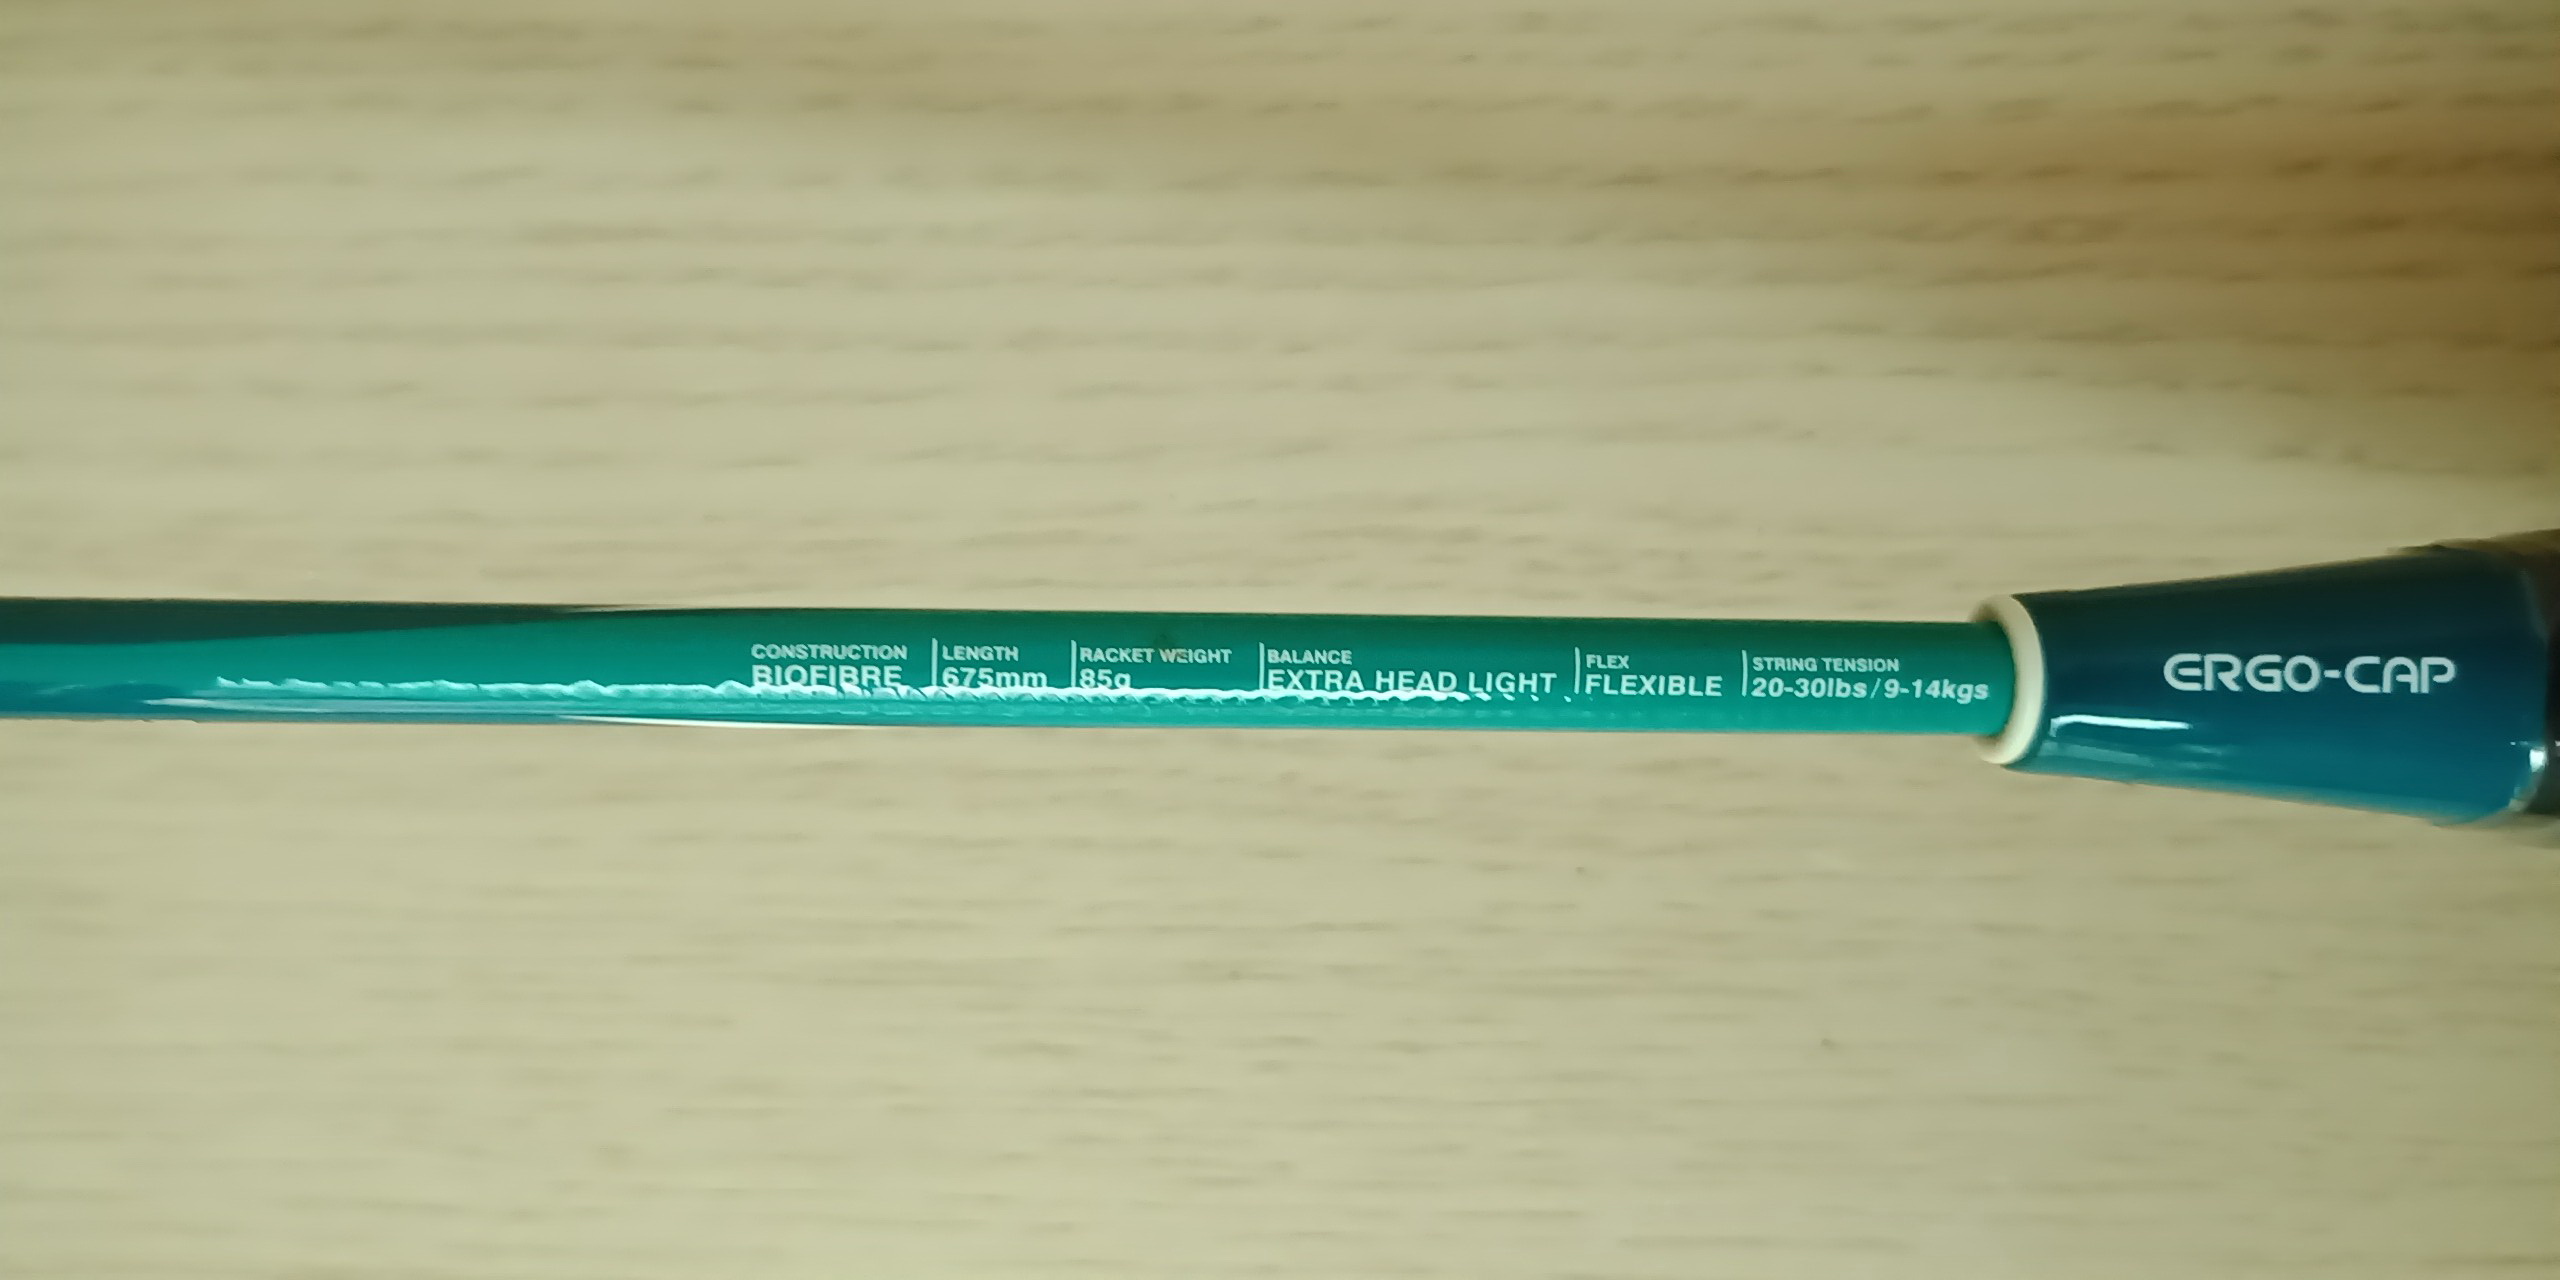 CONSTRUCTION LENGTH RACKET WEIGHT BALANCE FLEX STRING TENSION
BIOFIBRE 675mm 85g EXTRA HEAD LIGHT FLEXIBLE 20-30lbs/9-14kgs
ERGO-CAP